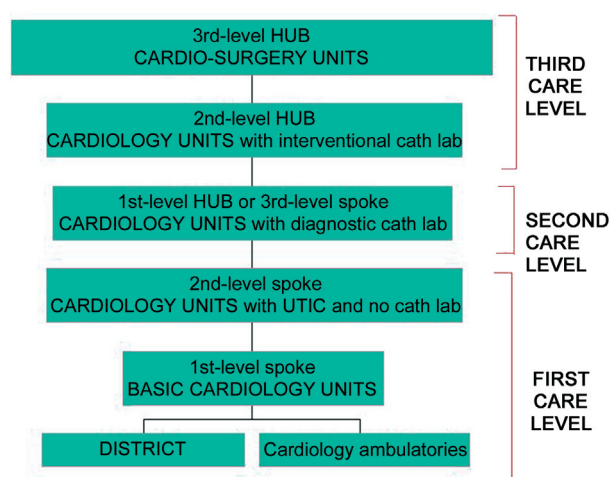 3rd-level HUB
CARDIO-SURGERY UNITS
2nd-level HUB
CARDIOLOGY UNITS with interventional cath lab
THIRD
CARE
LEVEL
1st-level HUB or 3rd-level spoke
CARDIOLOGY UNITS with diagnostic cath lab
SECOND
CARE
LEVEL
2nd-level spoke
CARDIOLOGY UNITS with UTIC and no cath lab
1st-level spoke
BASIC CARDIOLOGY UNITS
DISTRICT
Cardiology ambulatories
FIRST
CARE
LEVEL